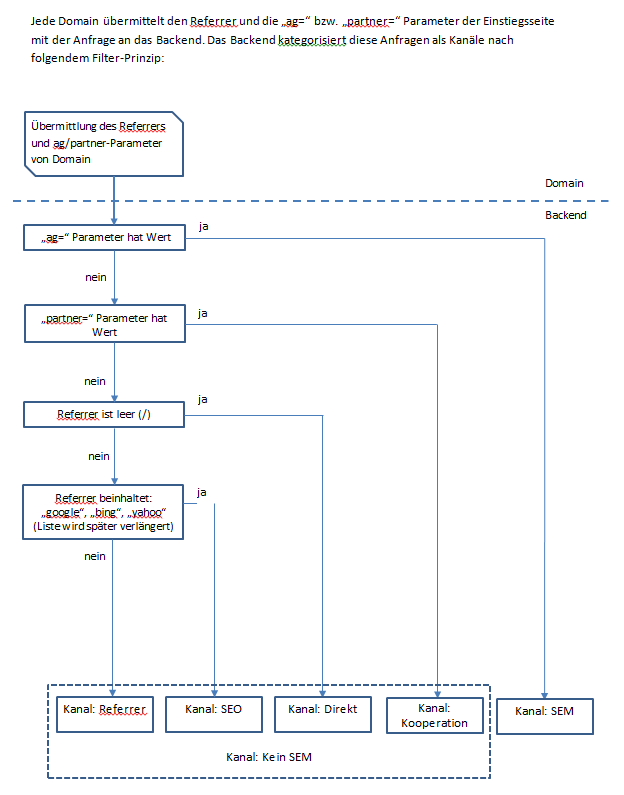 Jede Domain übermittelt den Referrer und die „ag=“ bzw. „partner=“ Parameter der Einstiegsseite
mit der Anfrage an das Backend. Das Backend kategorisiert diese Anfragen als Kanäle nach
folgendem Filter-Prinzip:
Übermittlung des Referrers
und ag/partner-Parameter
von Domain
Domain
Backend
„ag=“ Parameter hat Wert
ja
nein
„partner=“ Parameter hat
Wert
ja
nein
Referrer ist leer (/)
ja
nein
Referrer beinhaltet:
„google“, „bing“, „yahoo“
(Liste wird später verlängert)
ja
nein
Kanal: Referrer
Kanal: SEO
Kanal: Direkt
Kanal:
Kooperation
Kanal: SEM
Kanal: Kein SEM